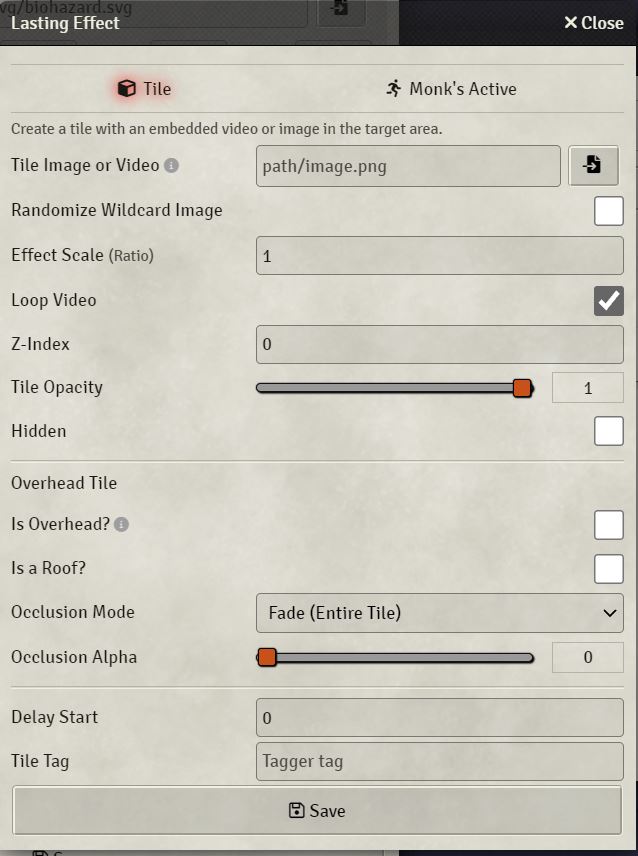 vg/biohazard.svg
Lasting Effect
Close
Tile
Monk's Active
Create a tile with an embedded video or image in the target area.
Tile Image or Video
path/image.png
Randomize Wildcard Image
Effect Scale (Ratio)
1
Loop Video
Z-Index
0
Tile Opacity
1
Hidden
Overhead Tile
Is Overhead?
Is a Roof?
Occlusion Mode
Fade (Entire Tile)
Occlusion Alpha
0
Delay Start
0
Tile Tag
Tagger tag
Save